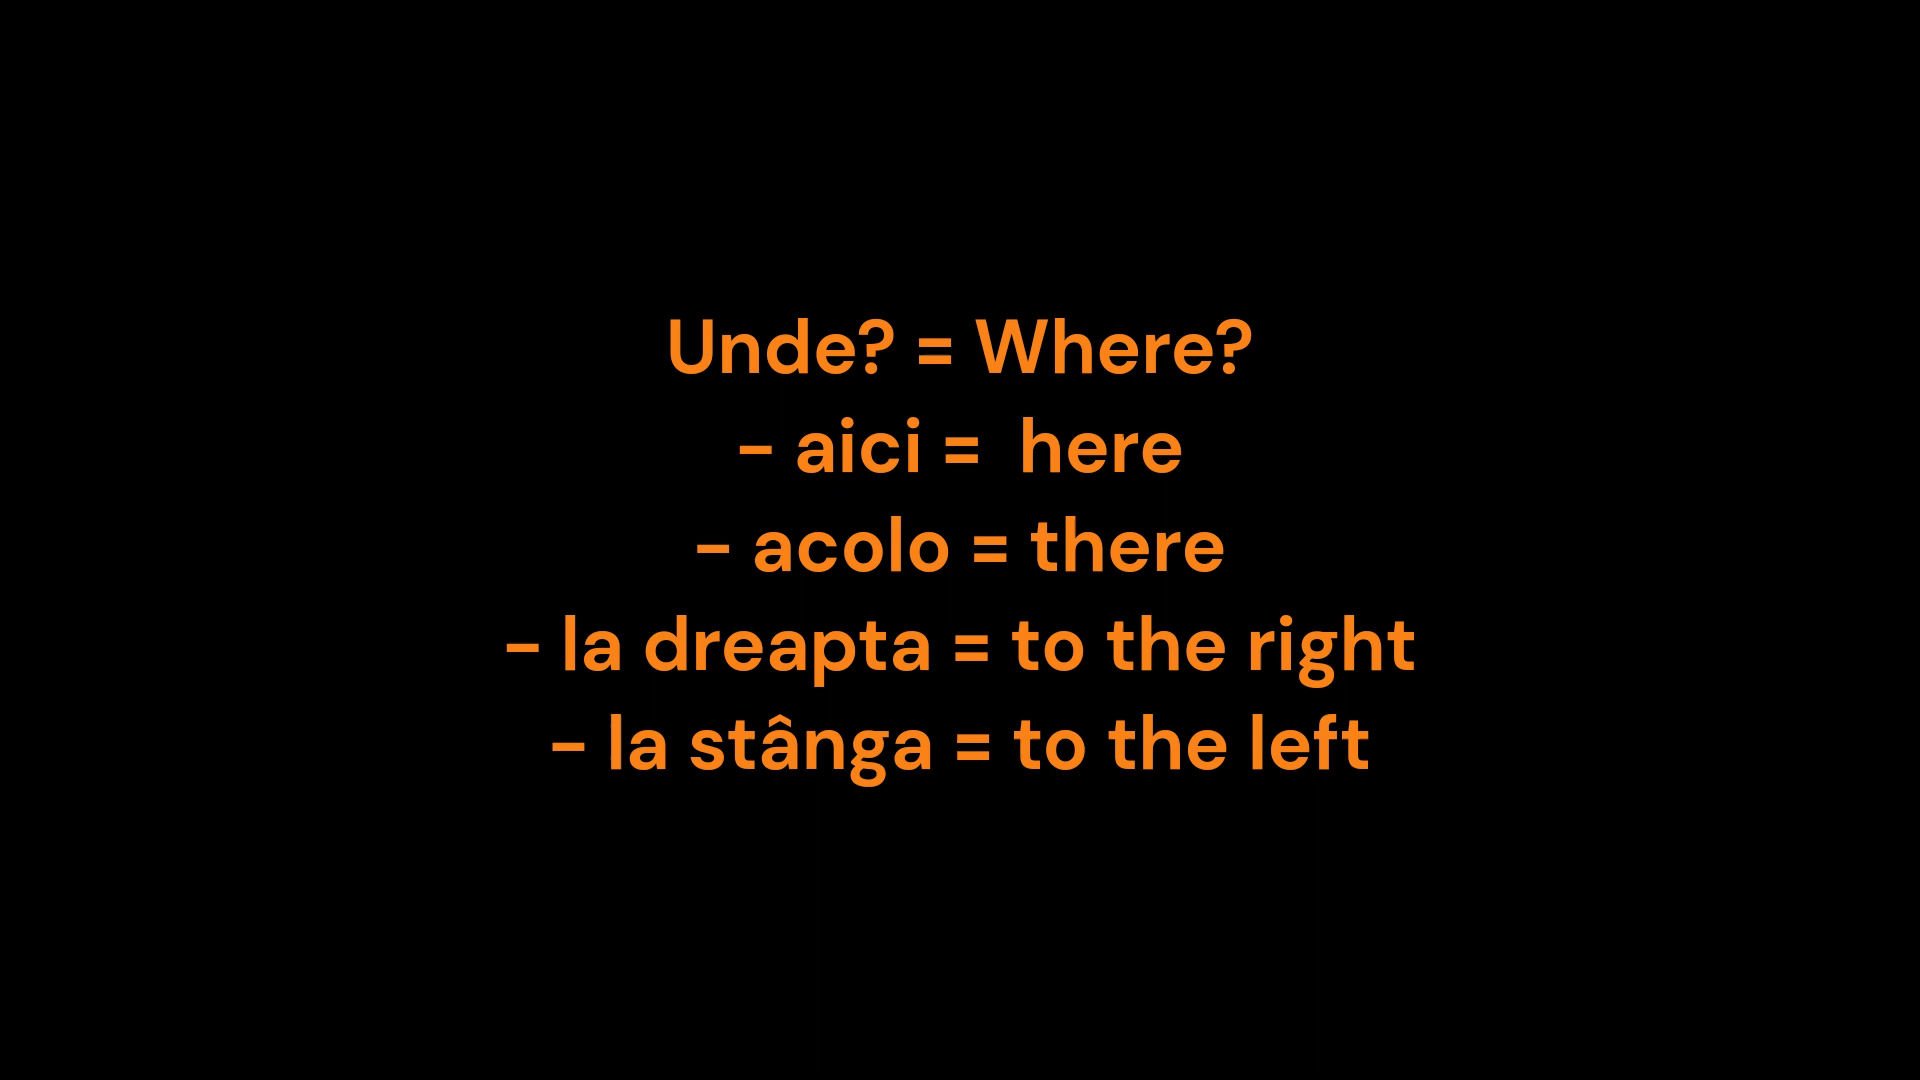 Unde? = Where?
- aici =  here
- acolo = there
- la dreapta = to the right
- la stânga = to the left